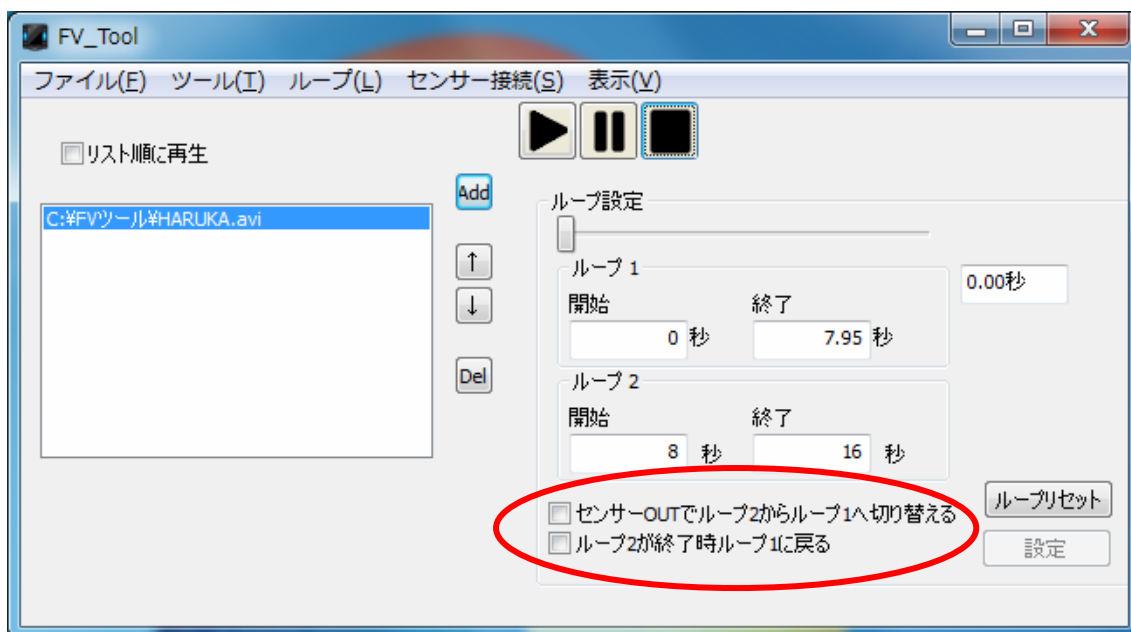 FV_Tool
ファイル(F) ツール(T) ループ(L) センサー接続(S) 表示(V)
リスト順に再生
Add
C:¥FVツール¥HARUKA.avi
↑
↓
Del
ループ設定
ループ 1
0.00秒
開始 終了
0 秒 7.95 秒
ループ 2
開始 終了
8 秒 16 秒
センサーOUTでループ2からループ1へ切り替える
ループ2が終了時ループ1に戻る
ループリセット
設定